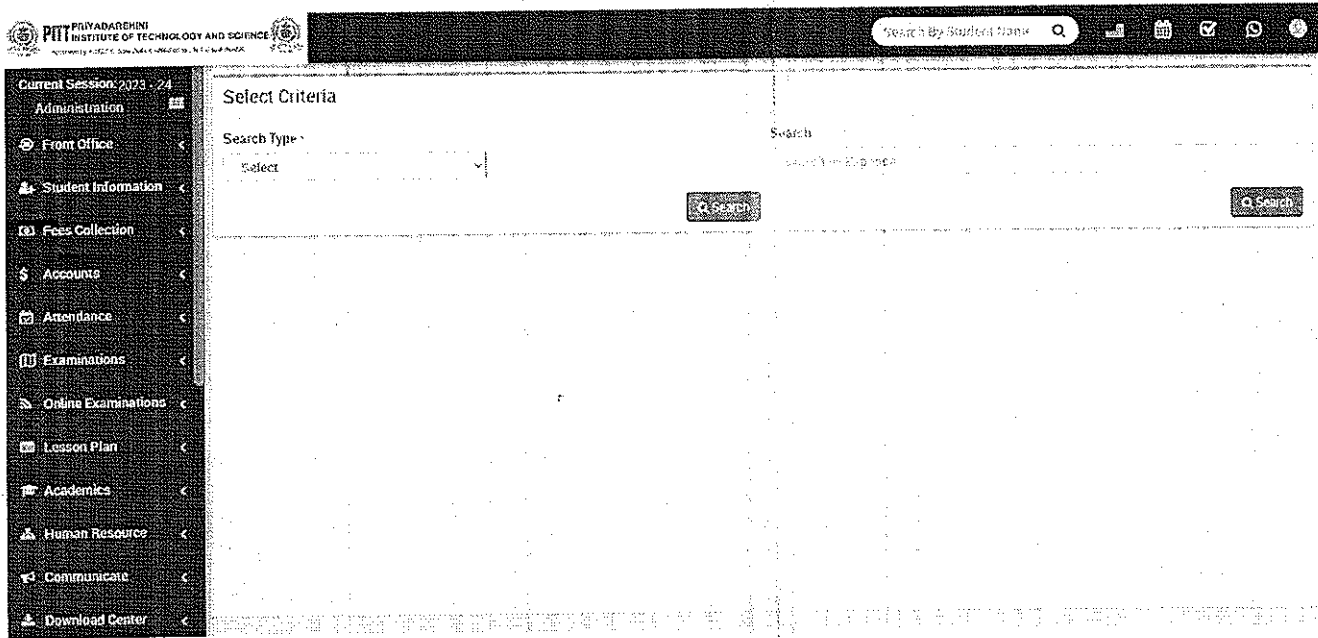 PITT PRIYADARSHINI
INSTITUTE OF TECHNOLOGY AND SCIENCE
Search By Student Name
Current Session: 2023 - 24
Administration
Front Office
Student Information
Fees Collection
Accounts
Attendance
Examinations
Online Examinations
Lesson Plan
Academics
Human Resource
Communicate
Download Center
Select Criteria
Search Type
Select
Search
Search
Search